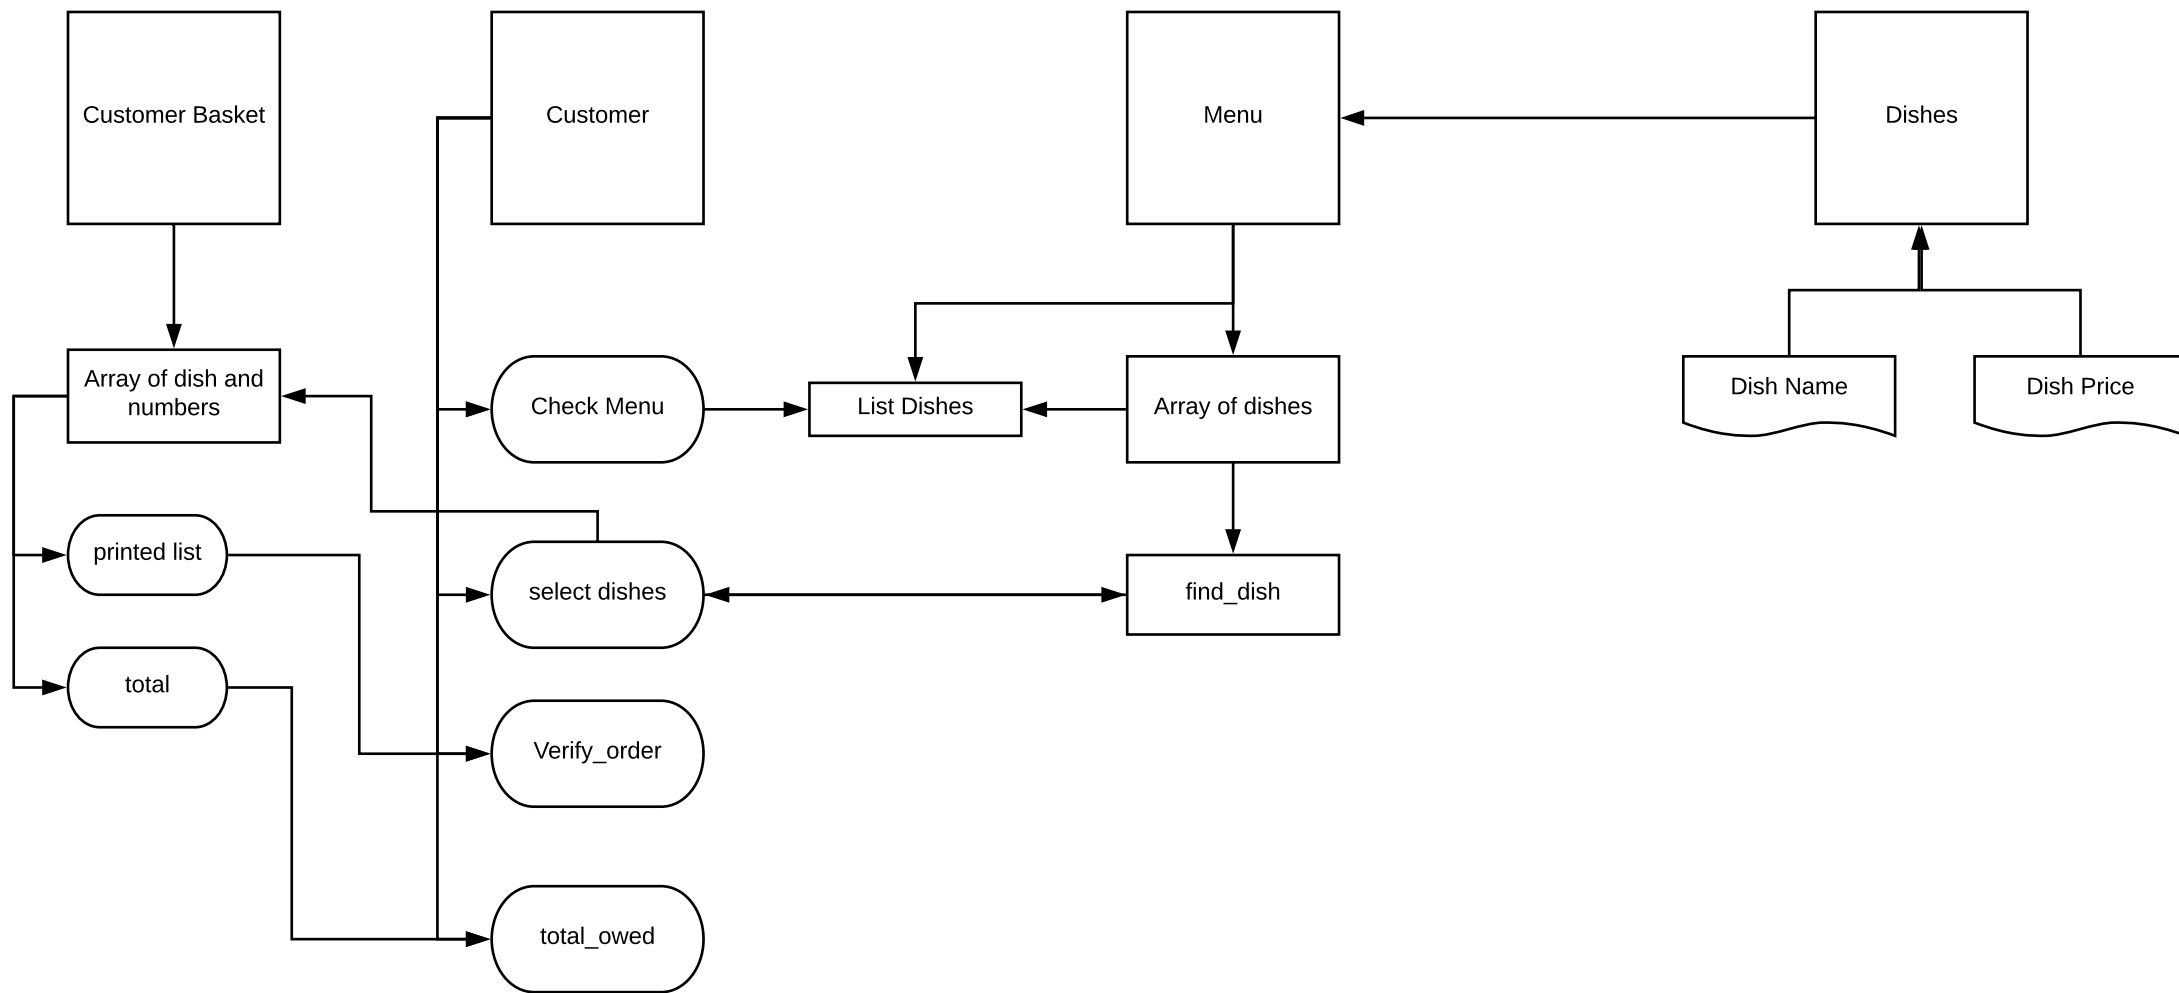 Customer Basket
Customer
Menu
Dishes
Array of dish and
numbers
Check Menu
List Dishes
Array of dishes
Dish Name
Dish Price
printed list
select dishes
find_dish
total
Verify_order
total_owed